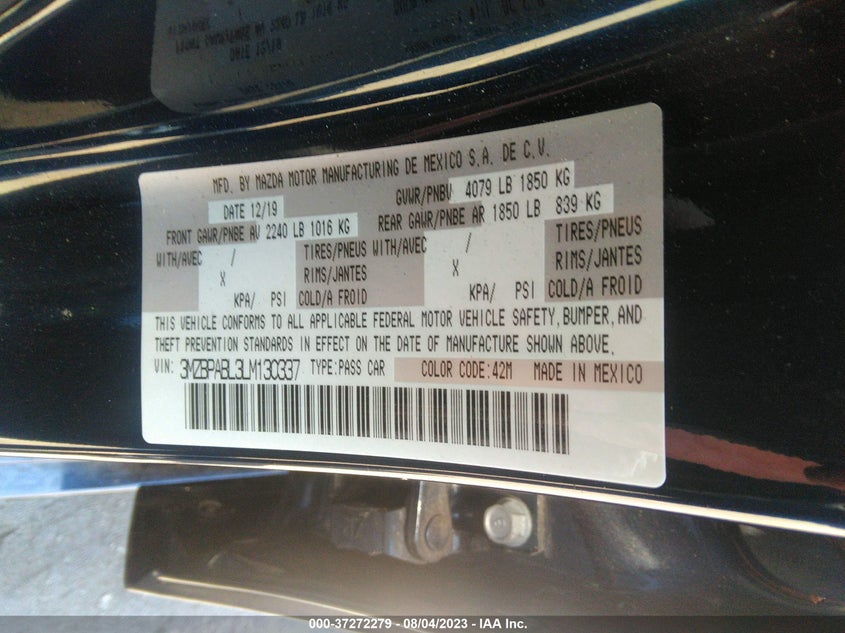 MFD. BY MAZDA MOTOR MANUFACTURING DE MEXICO S.A. DE C.V.
DATE 12/19 GVWR/PNBV 4079 LB 1850 KG
FRONT GAWR/PNBE AV 2240 LB 1016 KG REAR GAWR/PNBE AR 1850 LB 839 KG
WITH/AVEC / TIRES/PNEUS WITH/AVEC / TIRES/PNEUS
X RIMS/JANTES X RIMS/JANTES
KPA/ PSI COLD/A FROID KPA/ PSI COLD/A FROID
THIS VEHICLE CONFORMS TO ALL APPLICABLE FEDERAL MOTOR VEHICLE SAFETY, BUMPER, AND
THEFT PREVENTION STANDARDS IN EFFECT ON THE DATE OF MANUFACTURE SHOWN ABOVE.
VIN: 3MZBPABL3LM130337 TYPE:PASS CAR COLOR CODE:42M MADE IN MEXICO
000-37272279 - 08/04/2023 - IAA Inc.